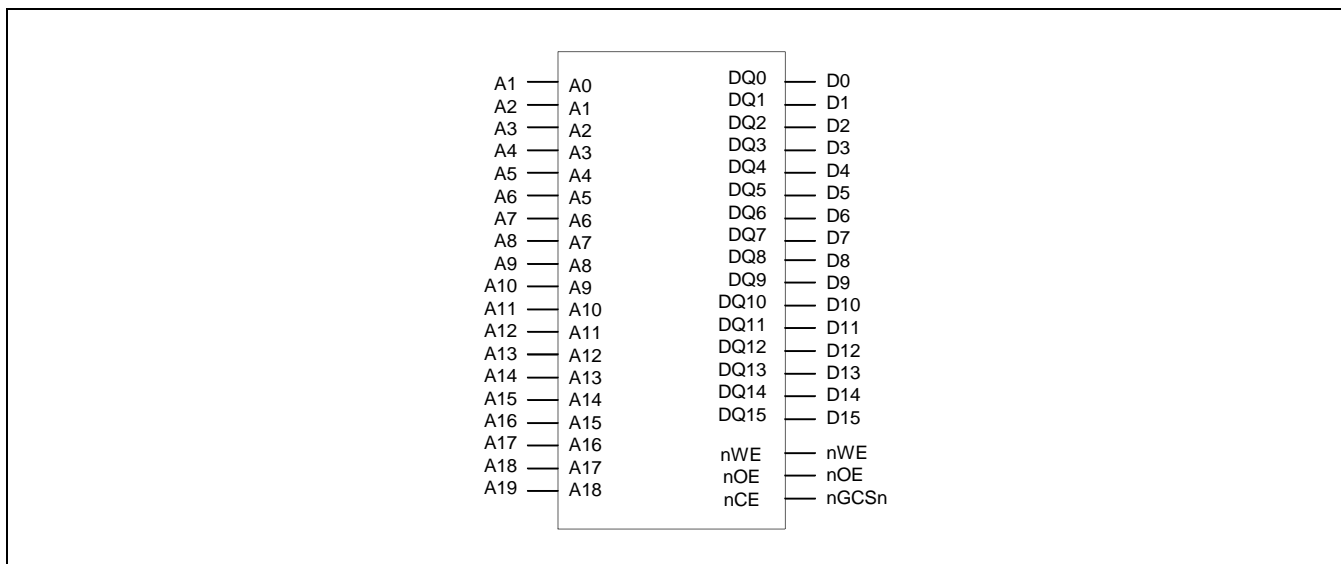 A1 A0 DQ0 D0
A2 A1 DQ1 D1
A3 A2 DQ2 D2
A4 A3 DQ3 D3
A5 A4 DQ4 D4
A6 A5 DQ5 D5
A7 A6 DQ6 D6
A8 A7 DQ7 D7
A9 A8 DQ8 D8
A10 A9 DQ9 D9
A11 A10 DQ10 D10
A12 A11 DQ11 D11
A13 A12 DQ12 D12
A14 A13 DQ13 D13
A15 A14 DQ14 D14
A16 A15 DQ15 D15
A17 A16 nWE nWE
A18 A17 nOE nOE
A19 A18 nCE nGCSn